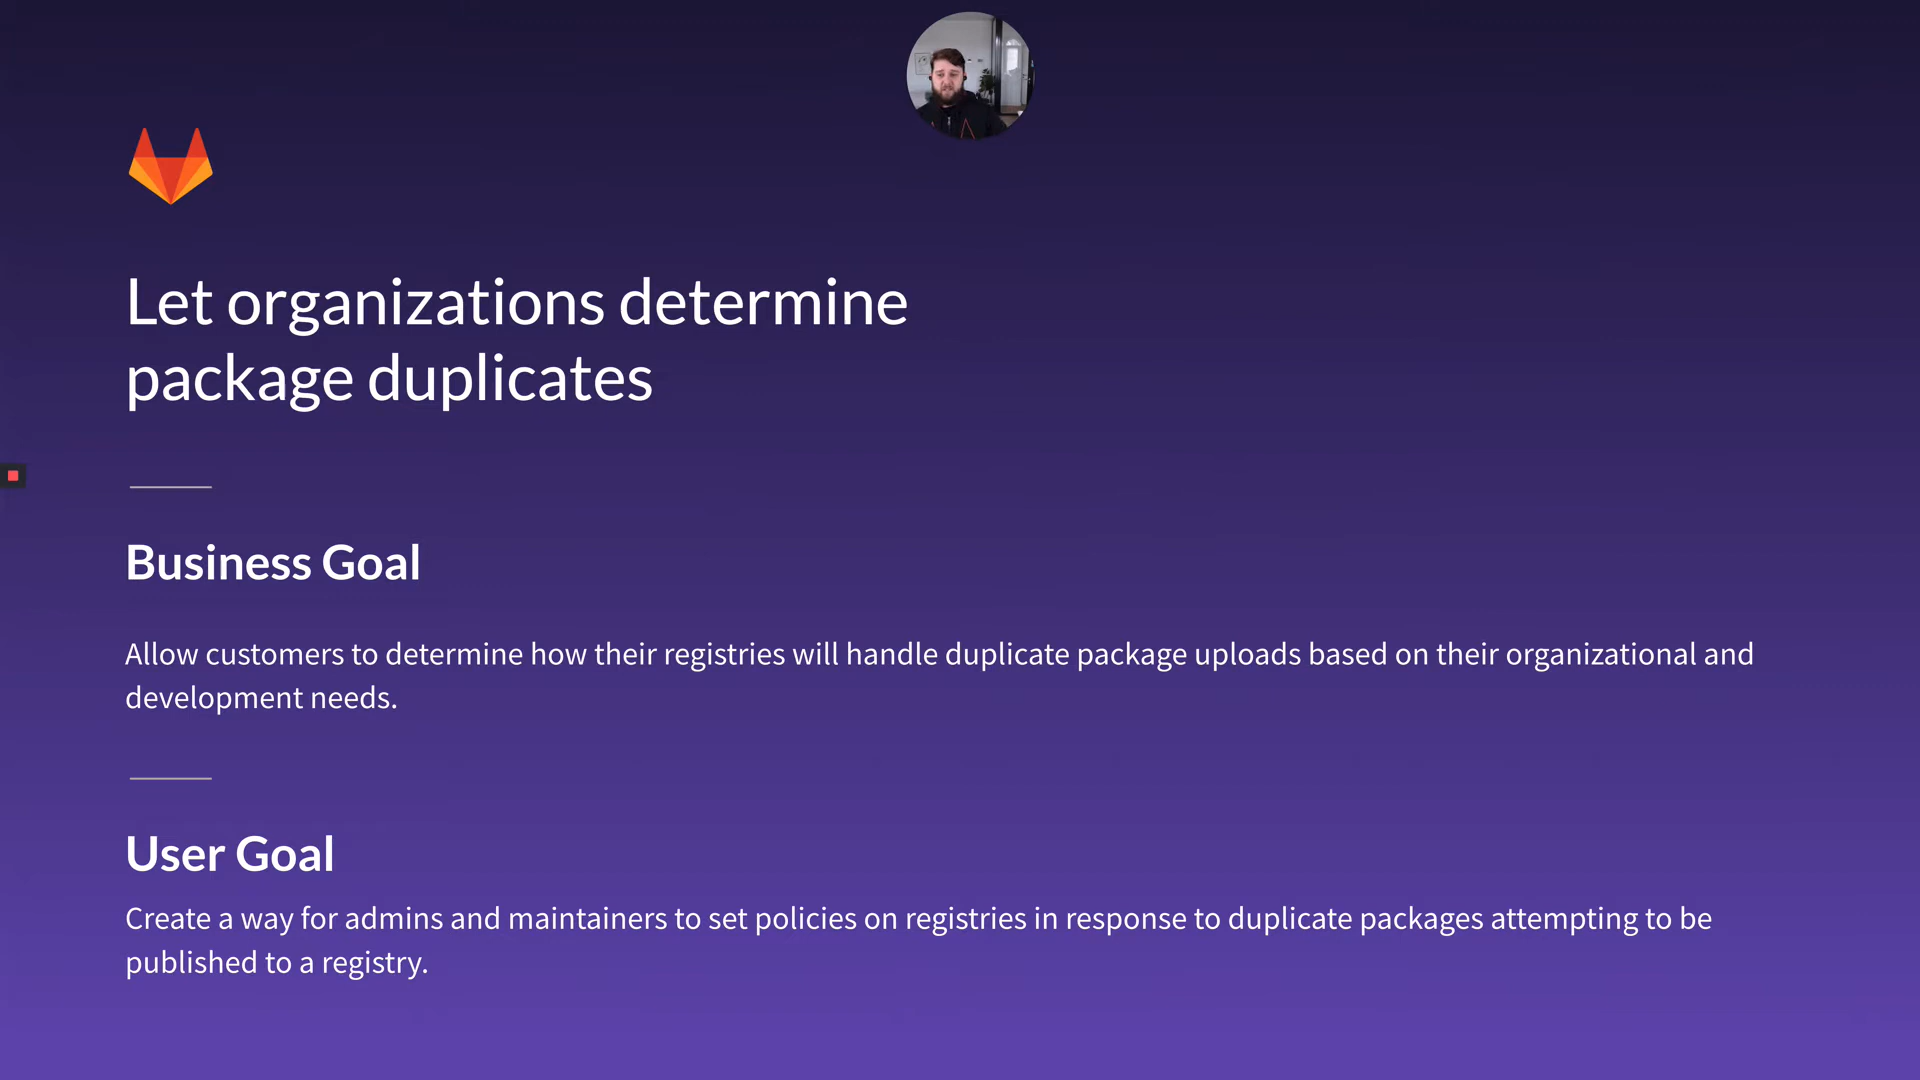 Let organizations determine
package duplicates
Business Goal
Allow customers to determine how their registries will handle duplicate package uploads based on their organizational and
development needs.
User Goal
Create a way for admins and maintainers to set policies on registries in response to duplicate packages attempting to be
published to a registry.